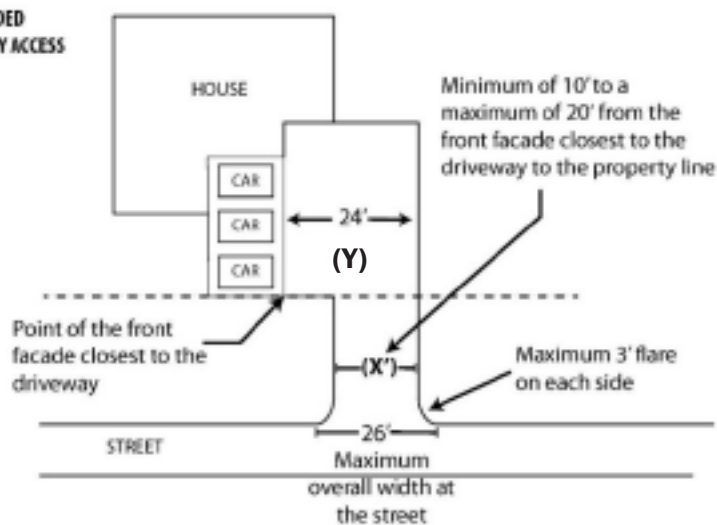 DED
Y ACCESS
HOUSE
Minimum of 10' to a
maximum of 20' from the
front facade closest to the
driveway to the property line
CAR
CAR
CAR
24'
(Y)
Point of the front
facade closest to the
driveway
(X')
Maximum 3' flare
on each side
STREET
26'
Maximum
overall width at
the street